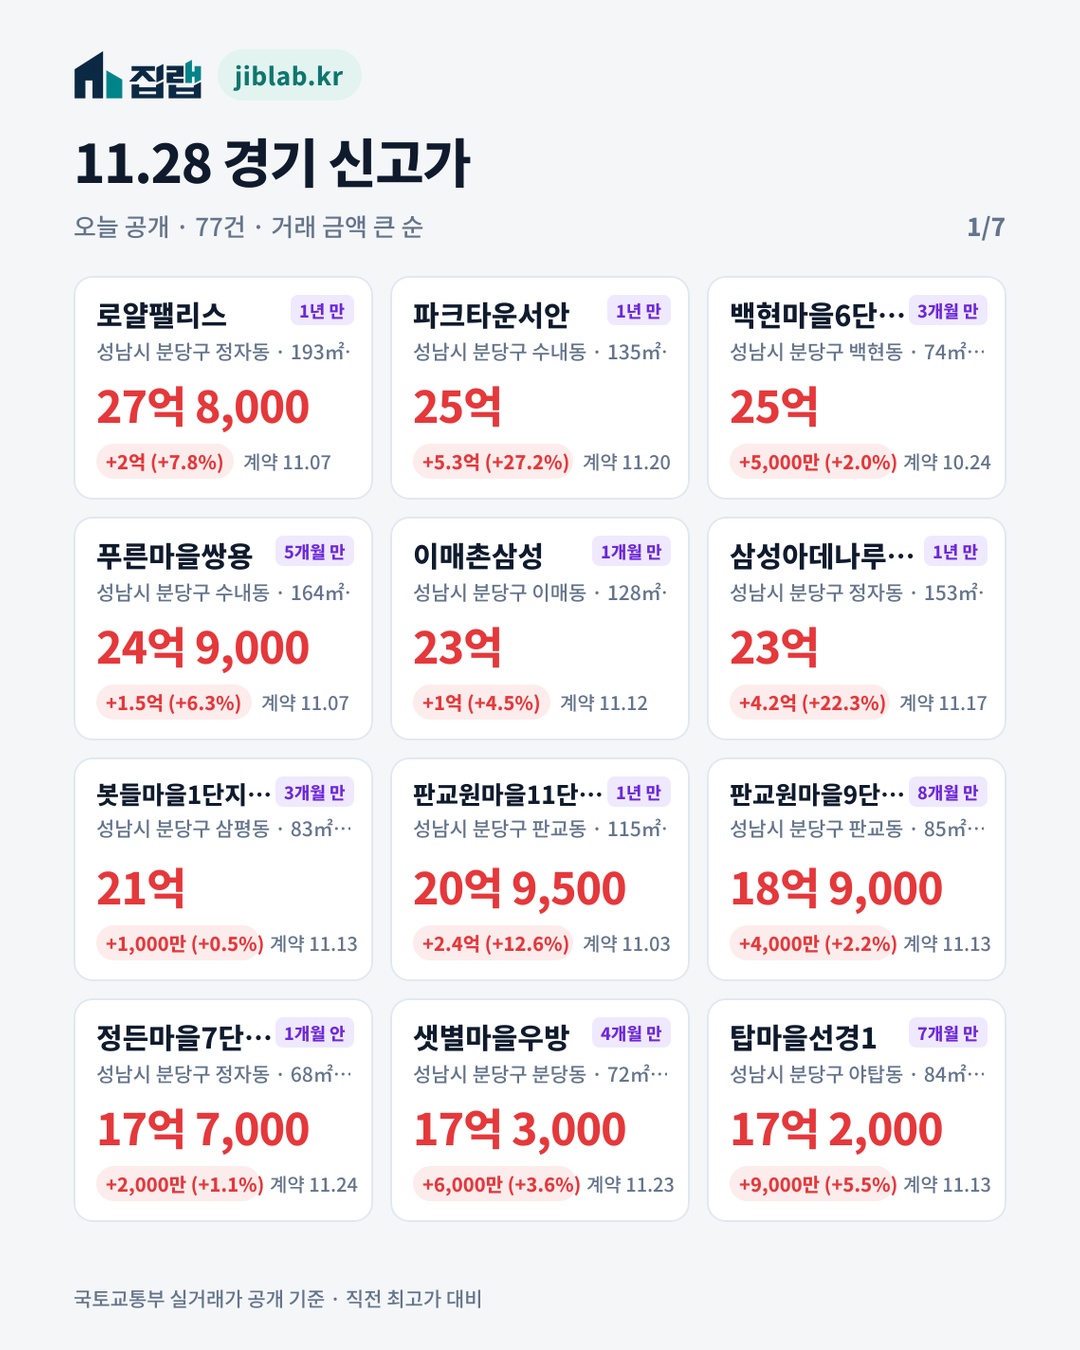 집랩 jiblab.kr
11.28 경기 신고가
오늘 공개 · 77건 · 거래 금액 큰 순 1/7
로얄팰리스 1년 만
성남시 분당구 정자동 · 193㎡·
27억 8,000
+2억 (+7.8%) 계약 11.07
파크타운서안 1년 만
성남시 분당구 수내동 · 135㎡·
25억
+5.3억 (+27.2%) 계약 11.20
백현마을6단… 3개월 만
성남시 분당구 백현동 · 74㎡…
25억
+5,000만 (+2.0%) 계약 10.24
푸른마을쌍용 5개월 만
성남시 분당구 수내동 · 164㎡·
24억 9,000
+1.5억 (+6.3%) 계약 11.07
이매촌삼성 1개월 만
성남시 분당구 이매동 · 128㎡·
23억
+1억 (+4.5%) 계약 11.12
삼성아데나루… 1년 만
성남시 분당구 정자동 · 153㎡·
23억
+4.2억 (+22.3%) 계약 11.17
봇들마을1단지… 3개월 만
성남시 분당구 삼평동 · 83㎡…
21억
+1,000만 (+0.5%) 계약 11.13
판교원마을11단… 1년 만
성남시 분당구 판교동 · 115㎡·
20억 9,500
+2.4억 (+12.6%) 계약 11.03
판교원마을9단… 8개월 만
성남시 분당구 판교동 · 85㎡…
18억 9,000
+4,000만 (+2.2%) 계약 11.13
정든마을7단… 1개월 안
성남시 분당구 정자동 · 68㎡…
17억 7,000
+2,000만 (+1.1%) 계약 11.24
샛별마을우방 4개월 만
성남시 분당구 분당동 · 72㎡…
17억 3,000
+6,000만 (+3.6%) 계약 11.23
탑마을선경1 7개월 만
성남시 분당구 야탑동 · 84㎡…
17억 2,000
+9,000만 (+5.5%) 계약 11.13
국토교통부 실거래가 공개 기준 · 직전 최고가 대비